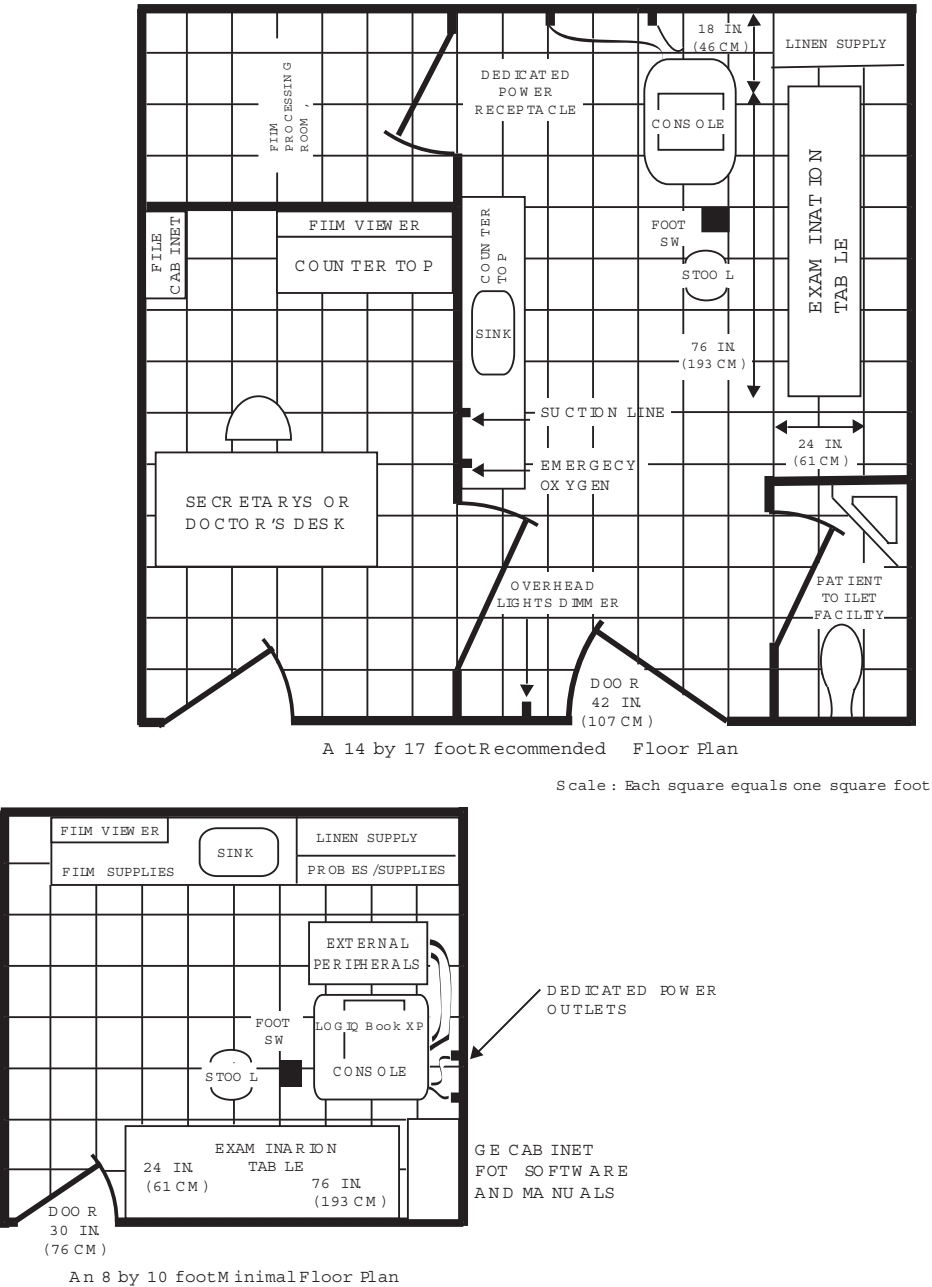 18 IN.
(46 CM)
LINEN SUPPLY
DEDICATED
POWER
RECEPTACLE
FILM
PROCESSING
ROOM ,
CONSOLE
EXAMINATION
TABLE
FILE
CABINET
FILM VIEWER
COUNTER TOP
COUNTER
TOP
FOOT
SW
STOOL
SINK
76 IN.
(193 CM)
SUCTION LINE
24 IN.
(61 CM)
EMERGECY
OXYGEN
SECRETARYS OR
DOCTOR'S DESK
OVERHEAD
LIGHTS DIMMER
PATIENT
TOILET
FACILITY
DOOR
42 IN.
(107 CM)
A 14 by 17 foot Recommended Floor Plan
Scale : Each square equals one square foot
FILM VIEWER
SINK
LINEN SUPPLY
FILM SUPPLIES
PROBES/SUPPLIES
EXTERNAL
PERIPHERALS
DEDICATED POWER
OUTLETS
FOOT
SW
LOGIQ Book XP
STOOL
CONSOLE
EXAMINARION
TABLE
24 IN.
(61 CM)
76 IN.
(193 CM)
GE CABINET
FOT SOFTWARE
AND MANUALS
DOOR
30 IN.
(76 CM)
An 8 by 10 foot Minimal Floor Plan